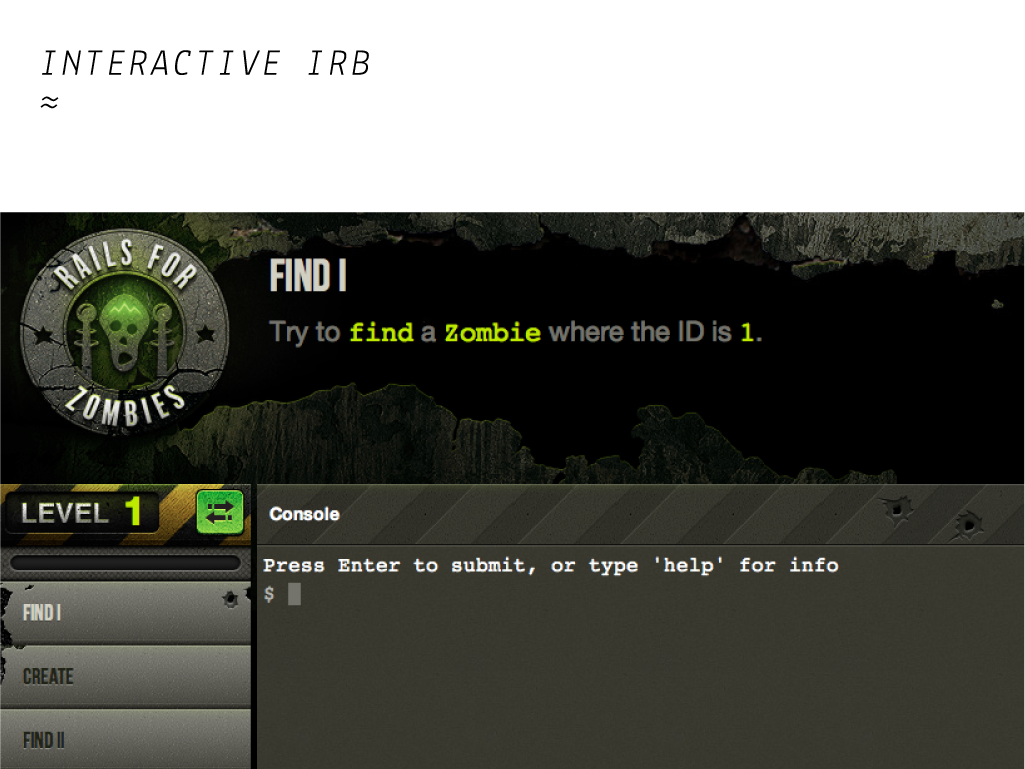 INTERACTIVE IRB
≈
RAILS FOR
ZOMBIES
FIND I
Try to find a Zombie where the ID is 1.
LEVEL 1
Console
Press Enter to submit, or type 'help' for info
$
FIND I
CREATE
FIND II